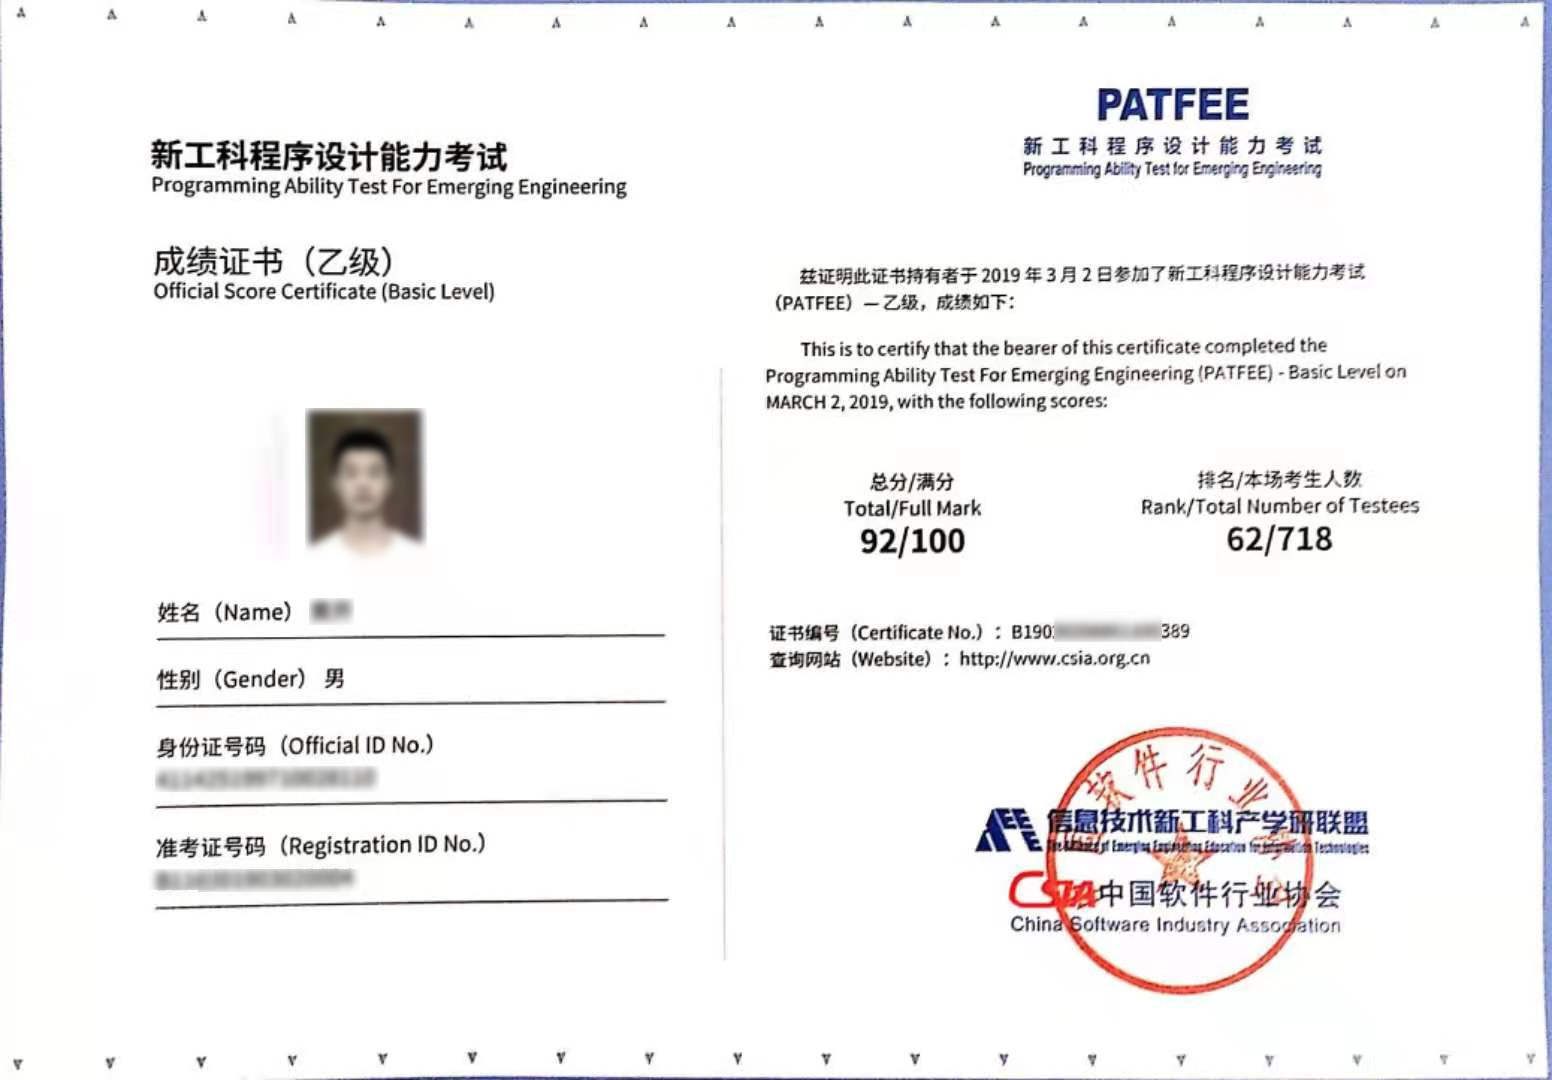 新工科程序设计能力考试
Programming Ability Test For Emerging Engineering
成绩证书（乙级）
Official Score Certificate (Basic Level)
姓名（Name）
性别（Gender） 男
身份证号码（Official ID No.）
准考证号码（Registration ID No.）
PATFEE
新工科程序设计能力考试
Programming Ability Test for Emerging Engineering
兹证明此证书持有者于 2019 年 3 月 2 日参加了新工科程序设计能力考试
（PATFEE）— 乙级，成绩如下：
This is to certify that the bearer of this certificate completed the
Programming Ability Test For Emerging Engineering (PATFEE) - Basic Level on
MARCH 2, 2019, with the following scores:
总分/满分
Total/Full Mark
92/100
排名/本场考生人数
Rank/Total Number of Testees
62/718
证书编号（Certificate No.）：B190 389
查询网站（Website）：http://www.csia.org.cn
软件行业
AEEE 信息技术新工科产学研联盟
The Alliance of Emerging Engineering Education for Information Technologies
CSIA 中国软件行业协会
China Software Industry Association